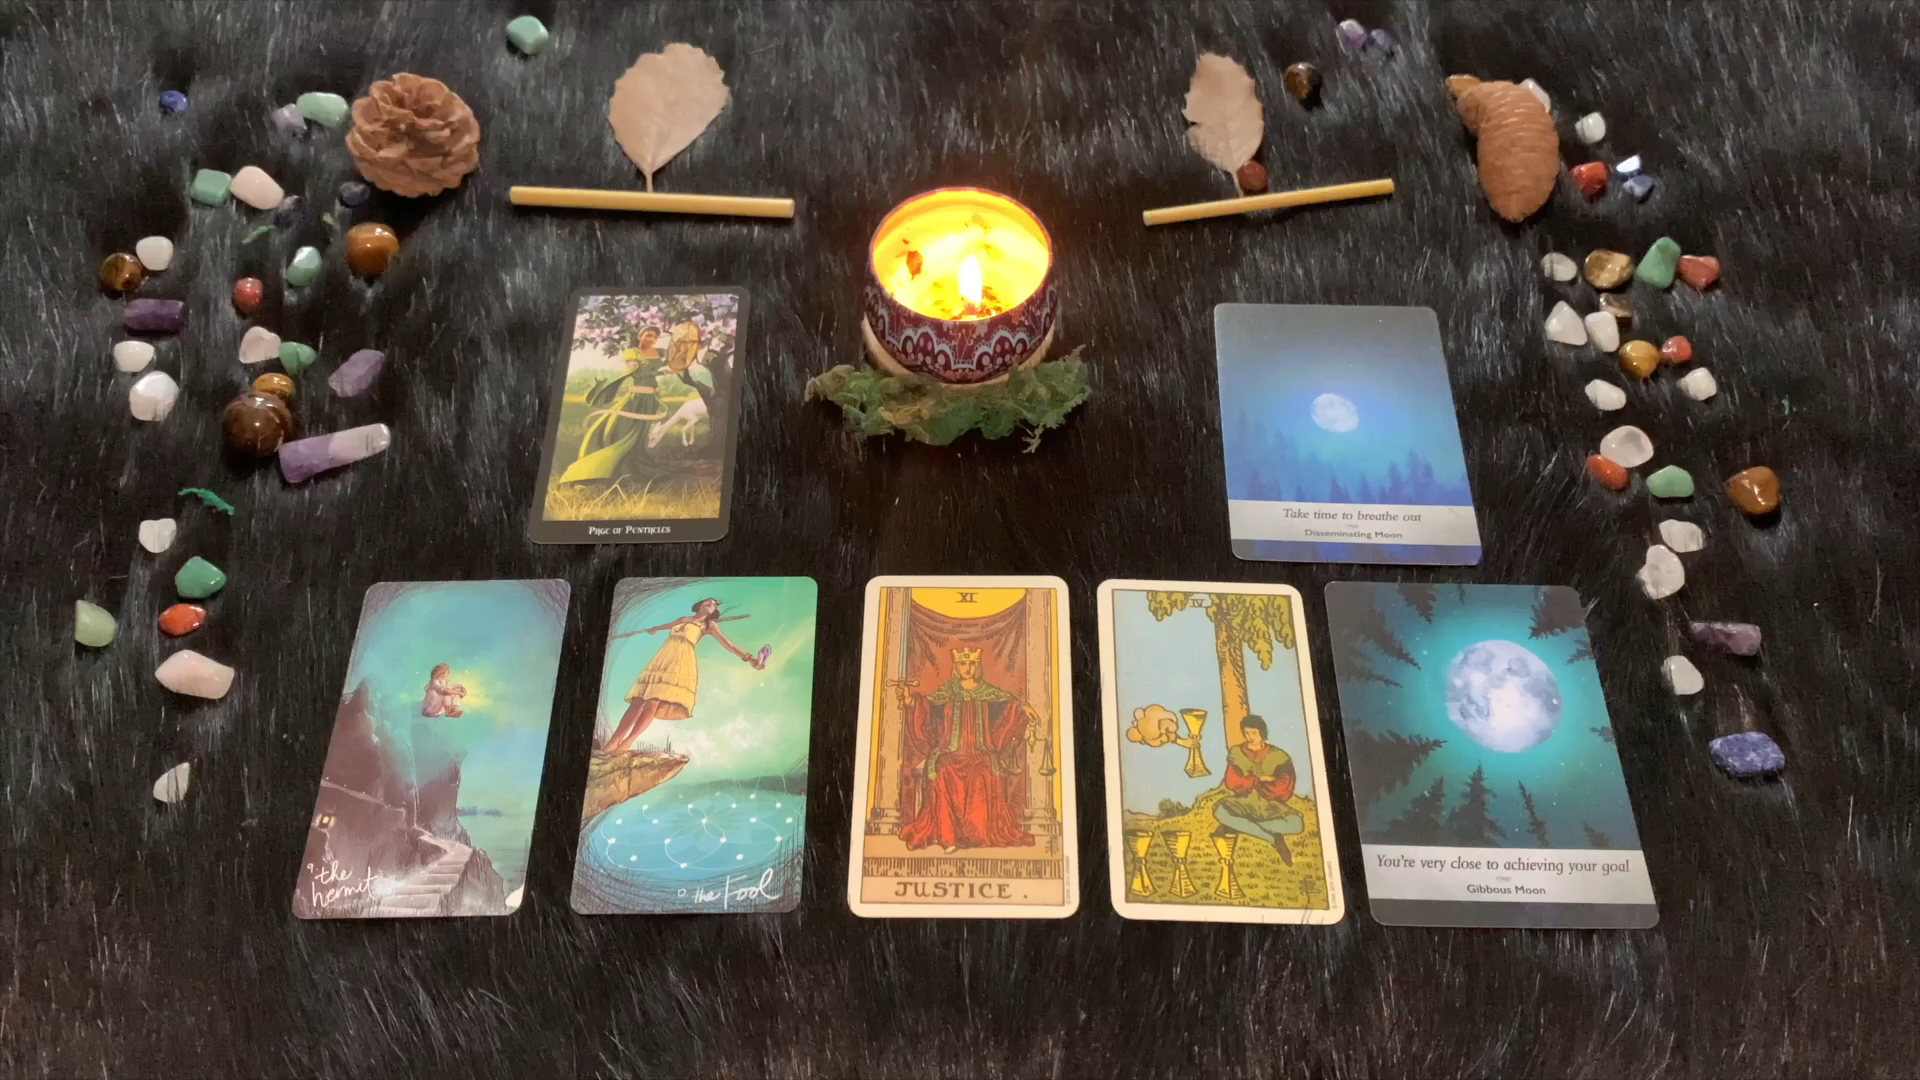 PAGE OF PENTACLES
Take time to breathe out
Disseminating Moon
9. the
hermit
0. the Fool
XI
JUSTICE.
IV
You're very close to achieving your goal
Gibbous Moon